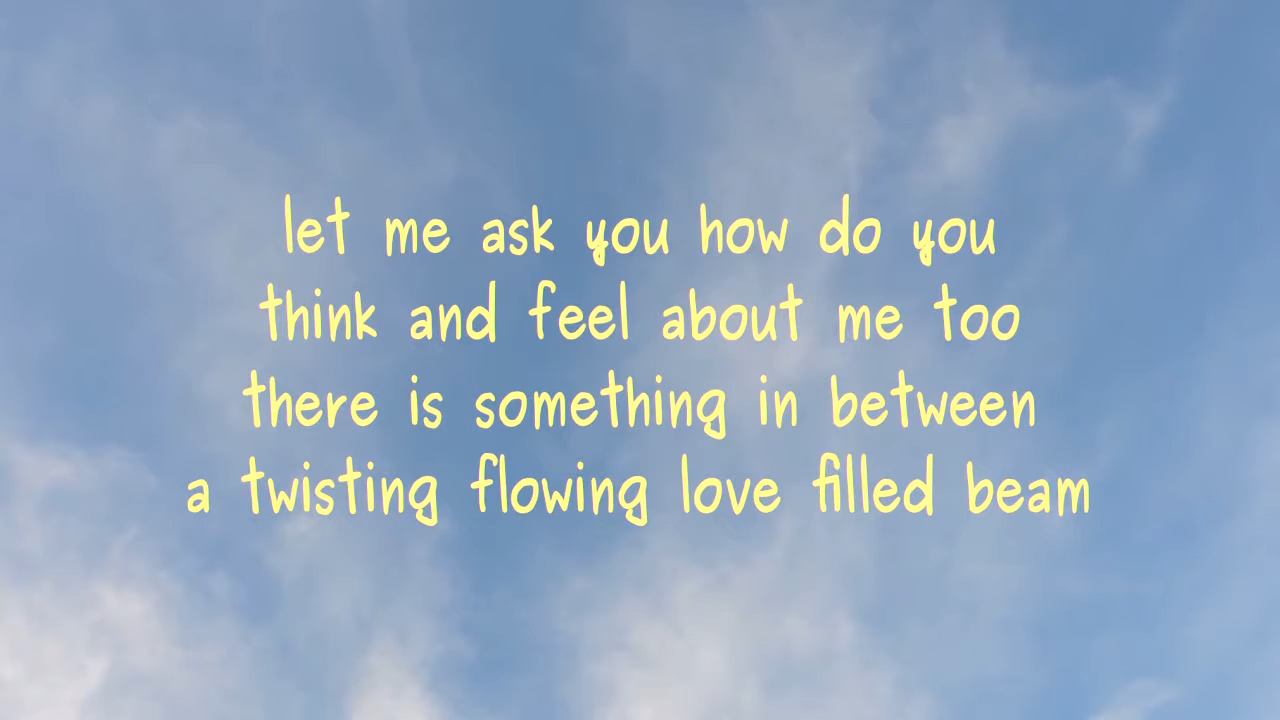 let me ask you how do you
think and feel about me too
there is something in between
a twisting flowing love filled beam